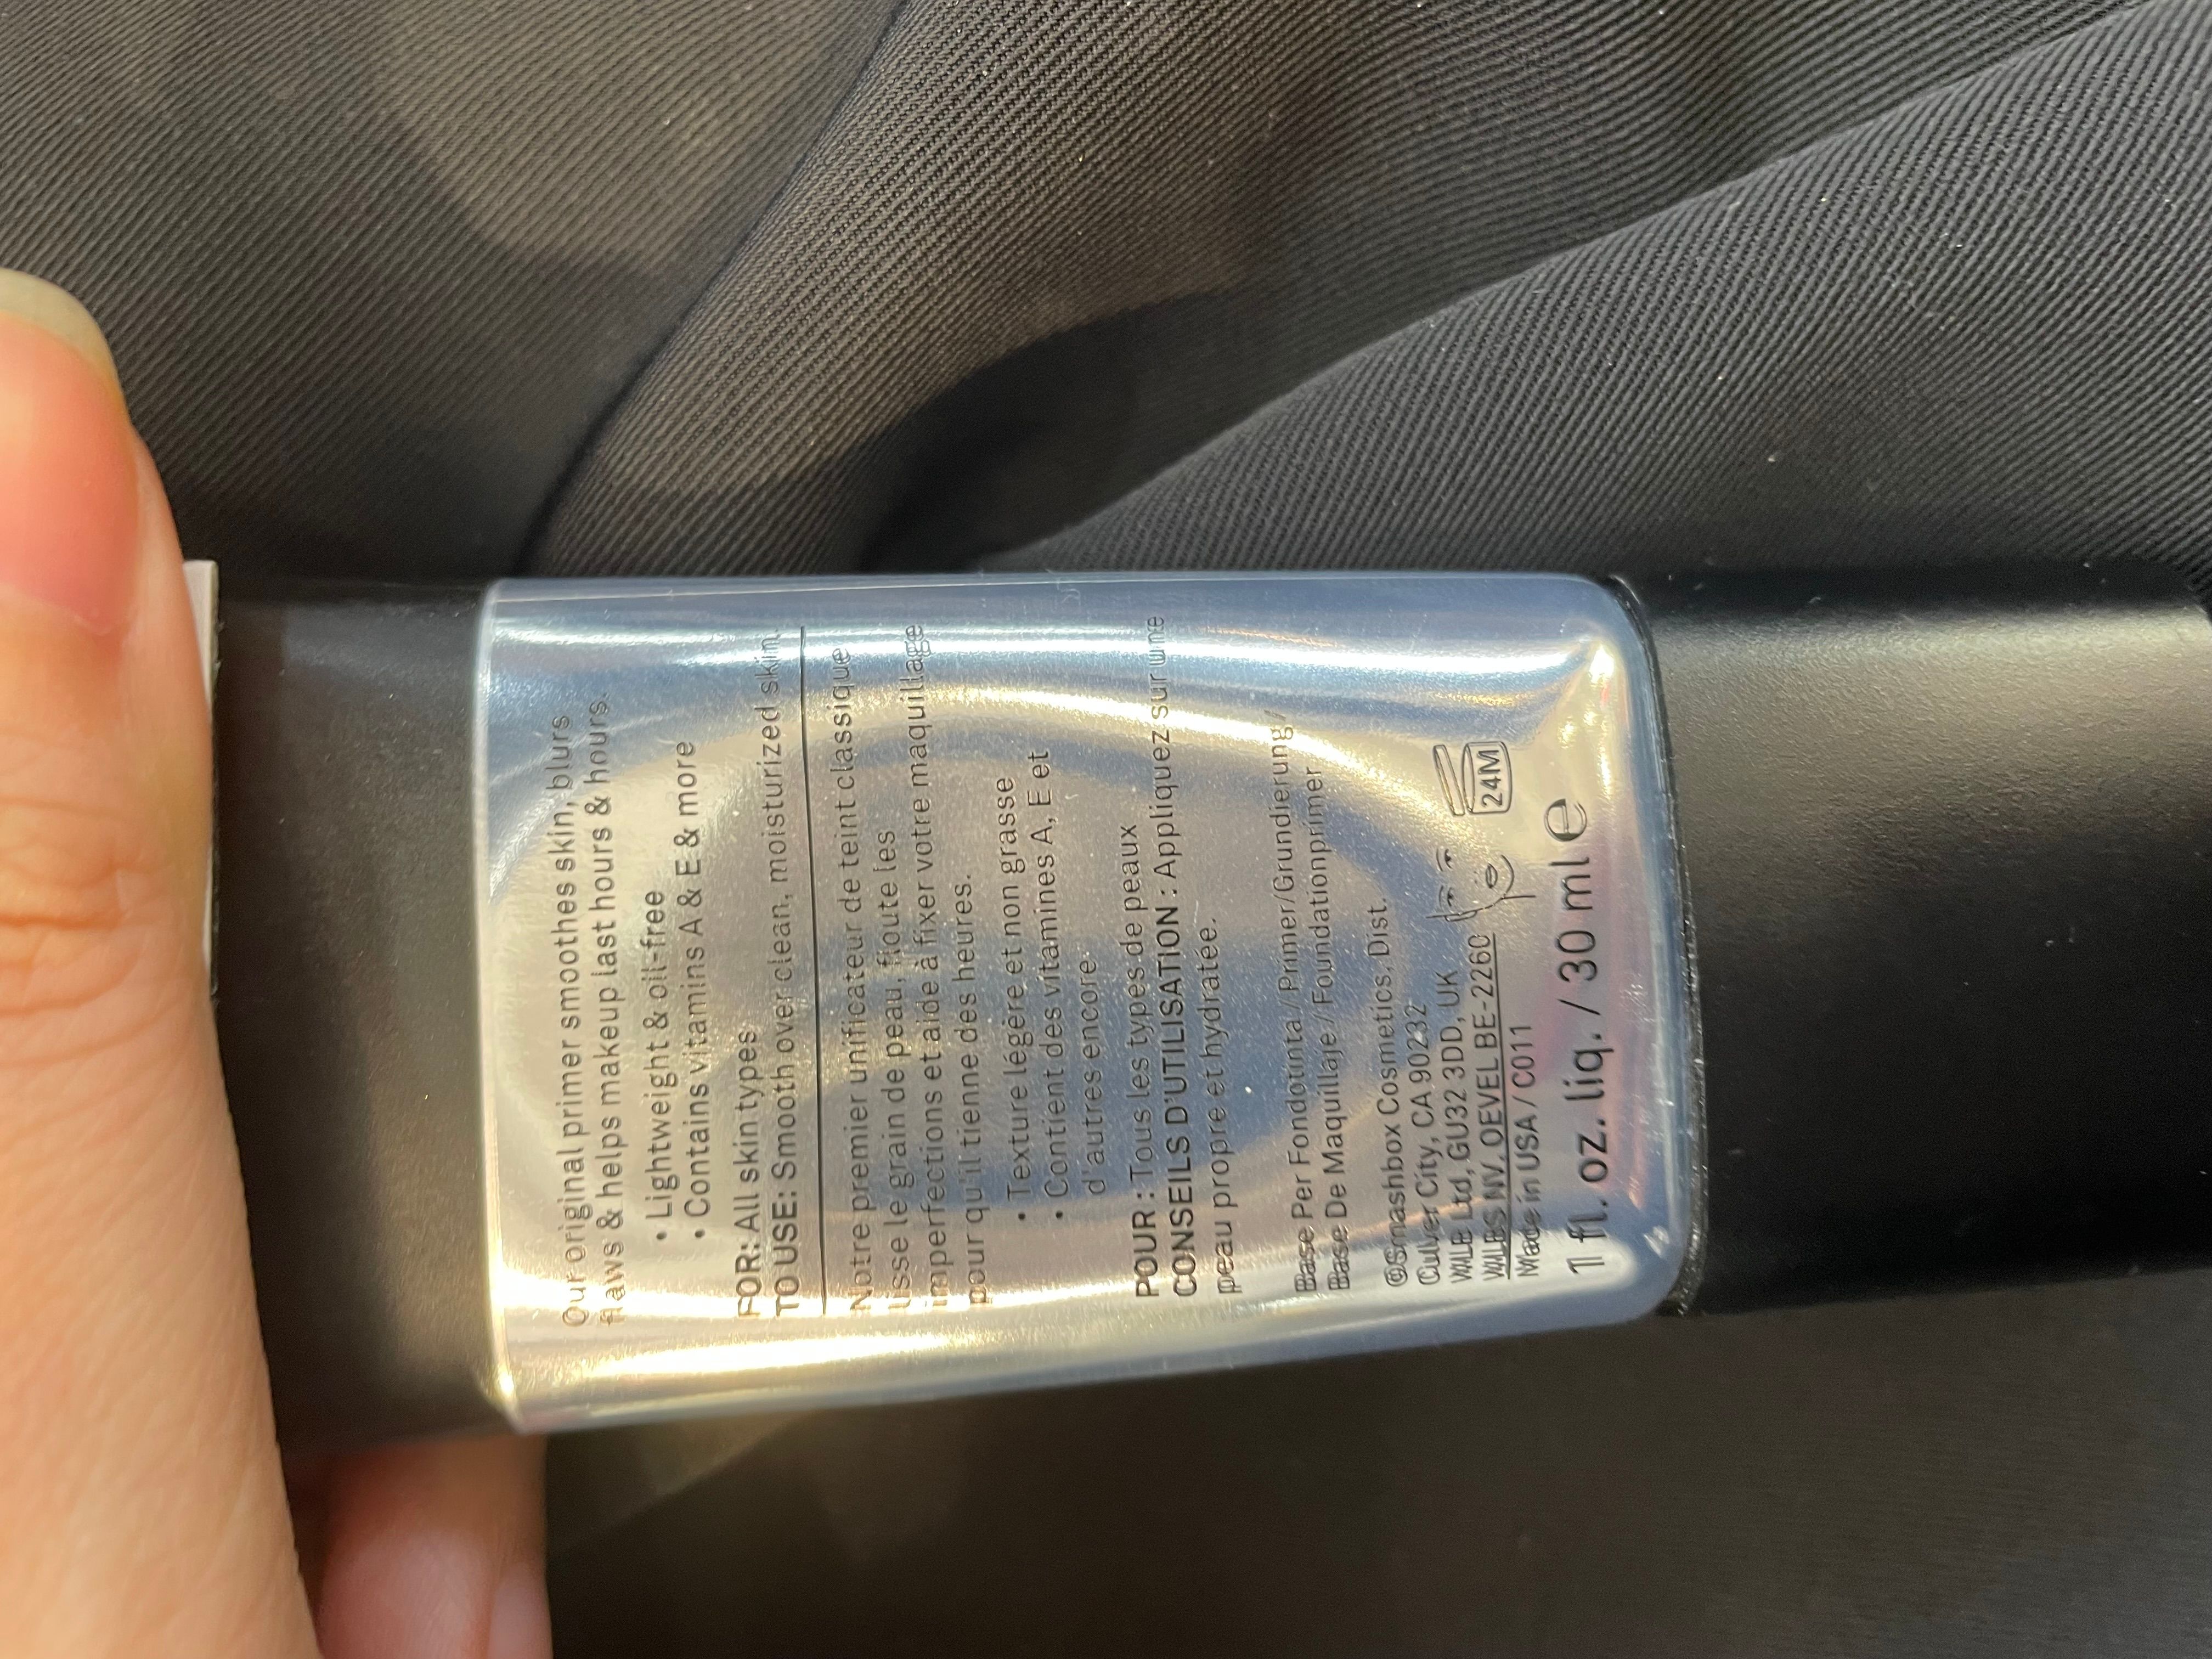 Our original primer smoothes skin, blurs
flaws & helps makeup last hours & hours.
• Lightweight & oil-free
• Contains vitamins A & E & more
FOR: All skin types
TO USE: Smooth over clean, moisturized skin.
Notre premier unificateur de teint classique
lisse le grain de peau, floute les
imperfections et aide à fixer votre maquillage
pour qu'il tienne des heures.
• Texture légère et non grasse
• Contient des vitamines A, E et
d'autres encore
POUR : Tous les types de peaux
CONSEILS D'UTILISATION : Appliquez sur une
peau propre et hydratée.
Base Per Fondotinta / Primer/Grundierung/
Base De Maquillaje / Foundationprimer
©Smashbox Cosmetics, Dist.
Culver City, CA 90232
WLB Ltd, GU32 3DD, UK
WLBS NV, OEVEL BE-2260
Made in USA / C011
24M
1 fl. oz. liq. / 30 ml e